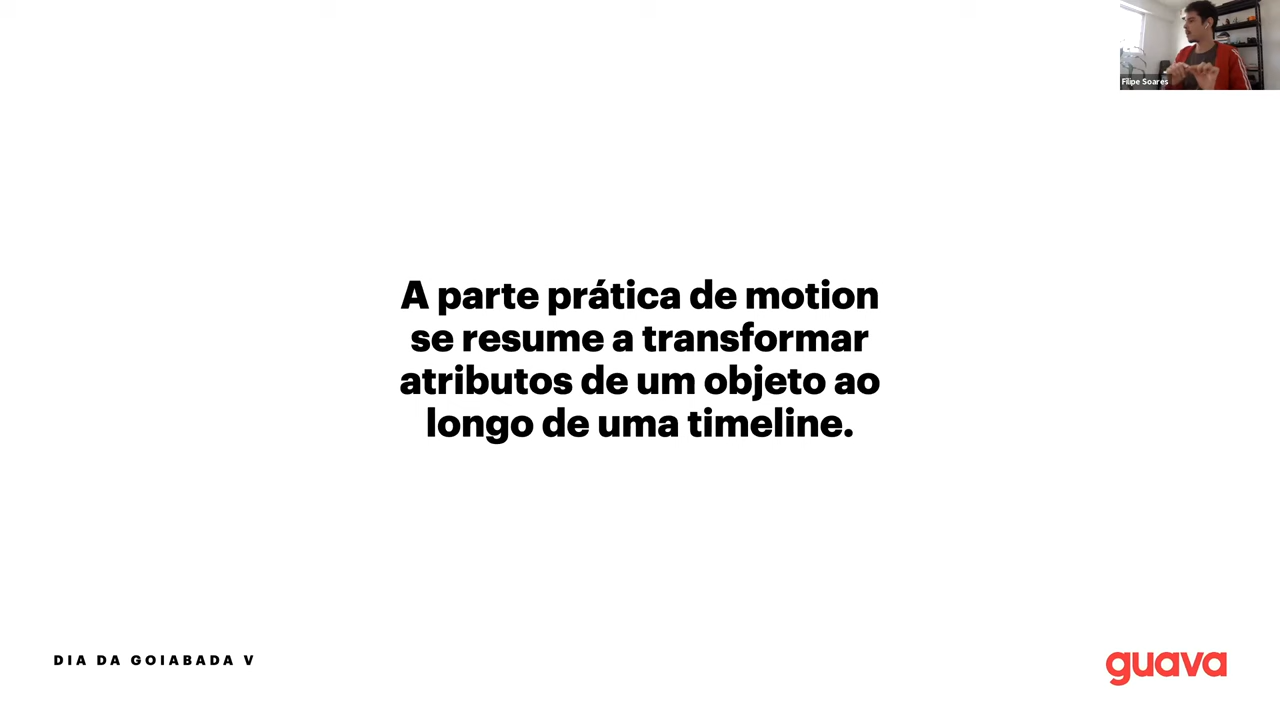 Filipe Soares
A parte prática de motion
se resume a transformar
atributos de um objeto ao
longo de uma timeline.
DIA DA GOIABADA V
guava